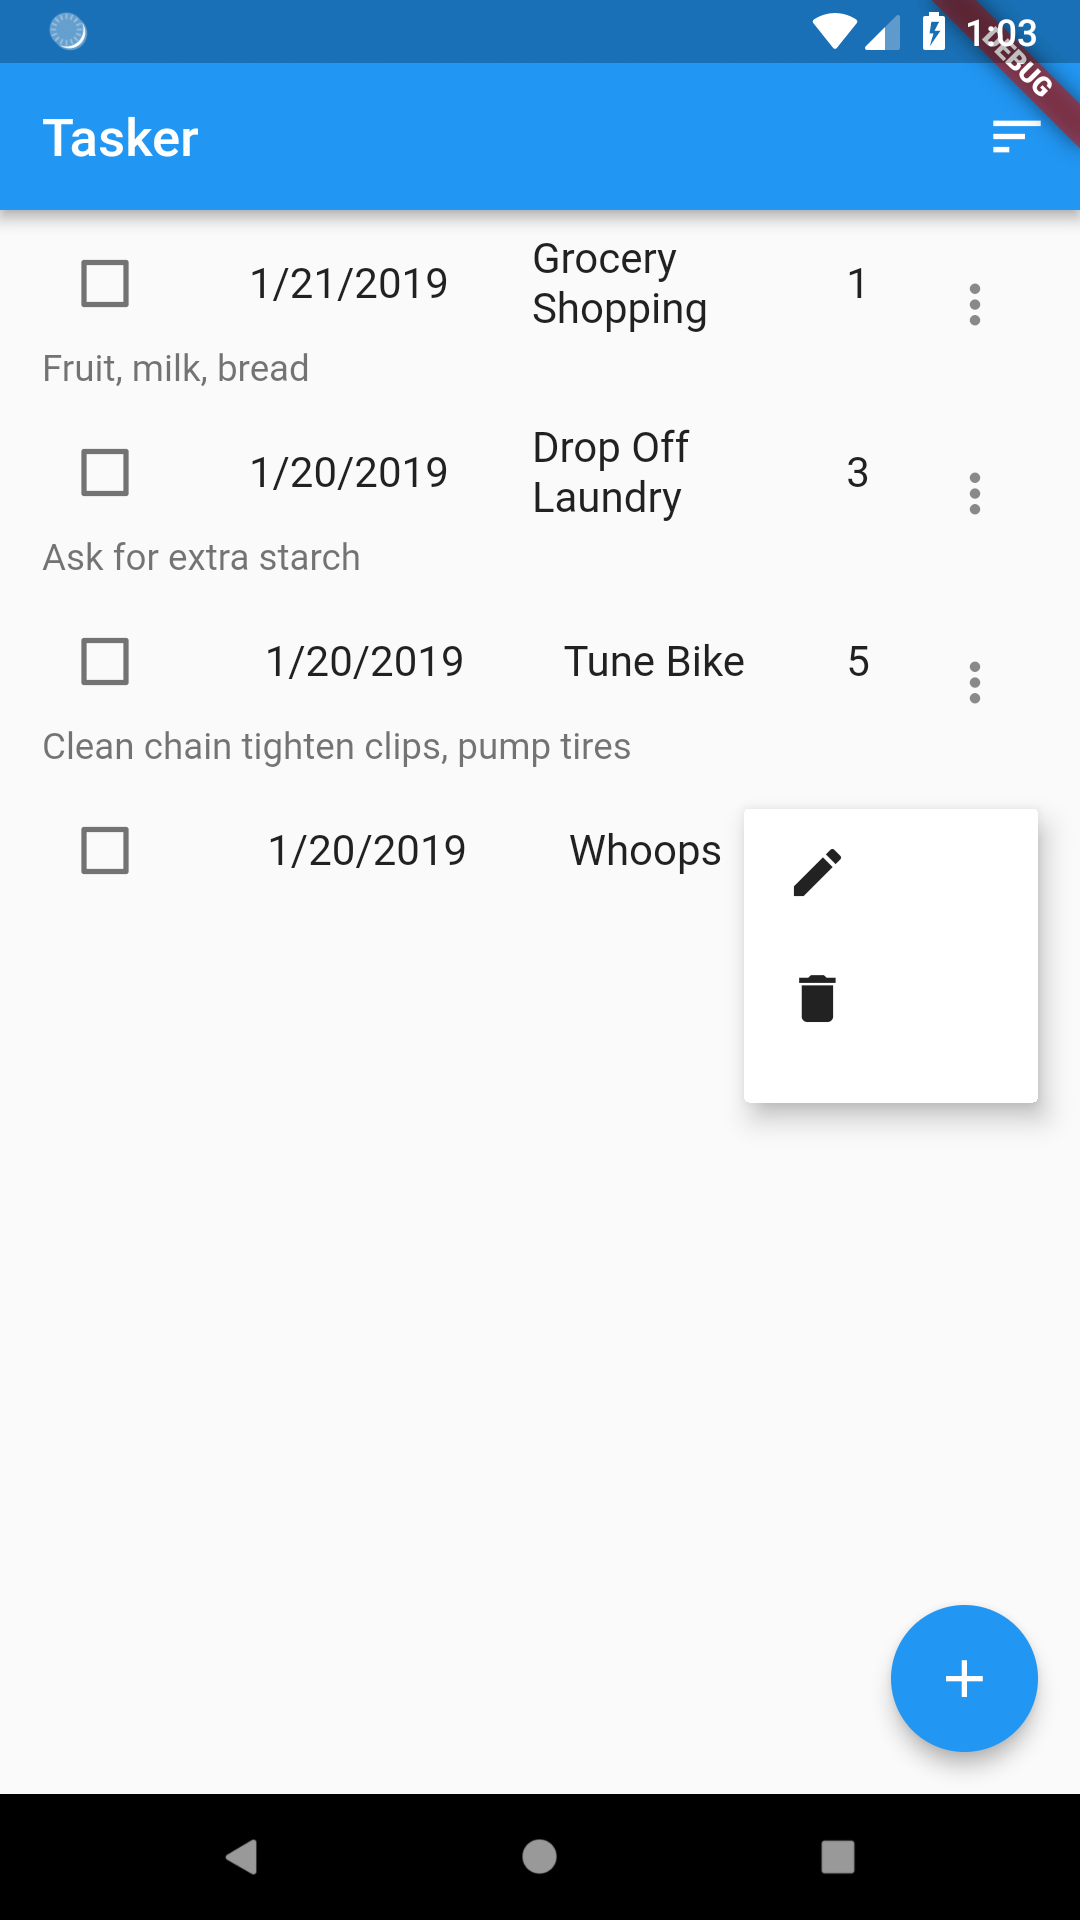 1:03
DEBUG
Tasker
1/21/2019 Grocery Shopping 1
Fruit, milk, bread
1/20/2019 Drop Off Laundry 3
Ask for extra starch
1/20/2019 Tune Bike 5
Clean chain tighten clips, pump tires
1/20/2019 Whoops